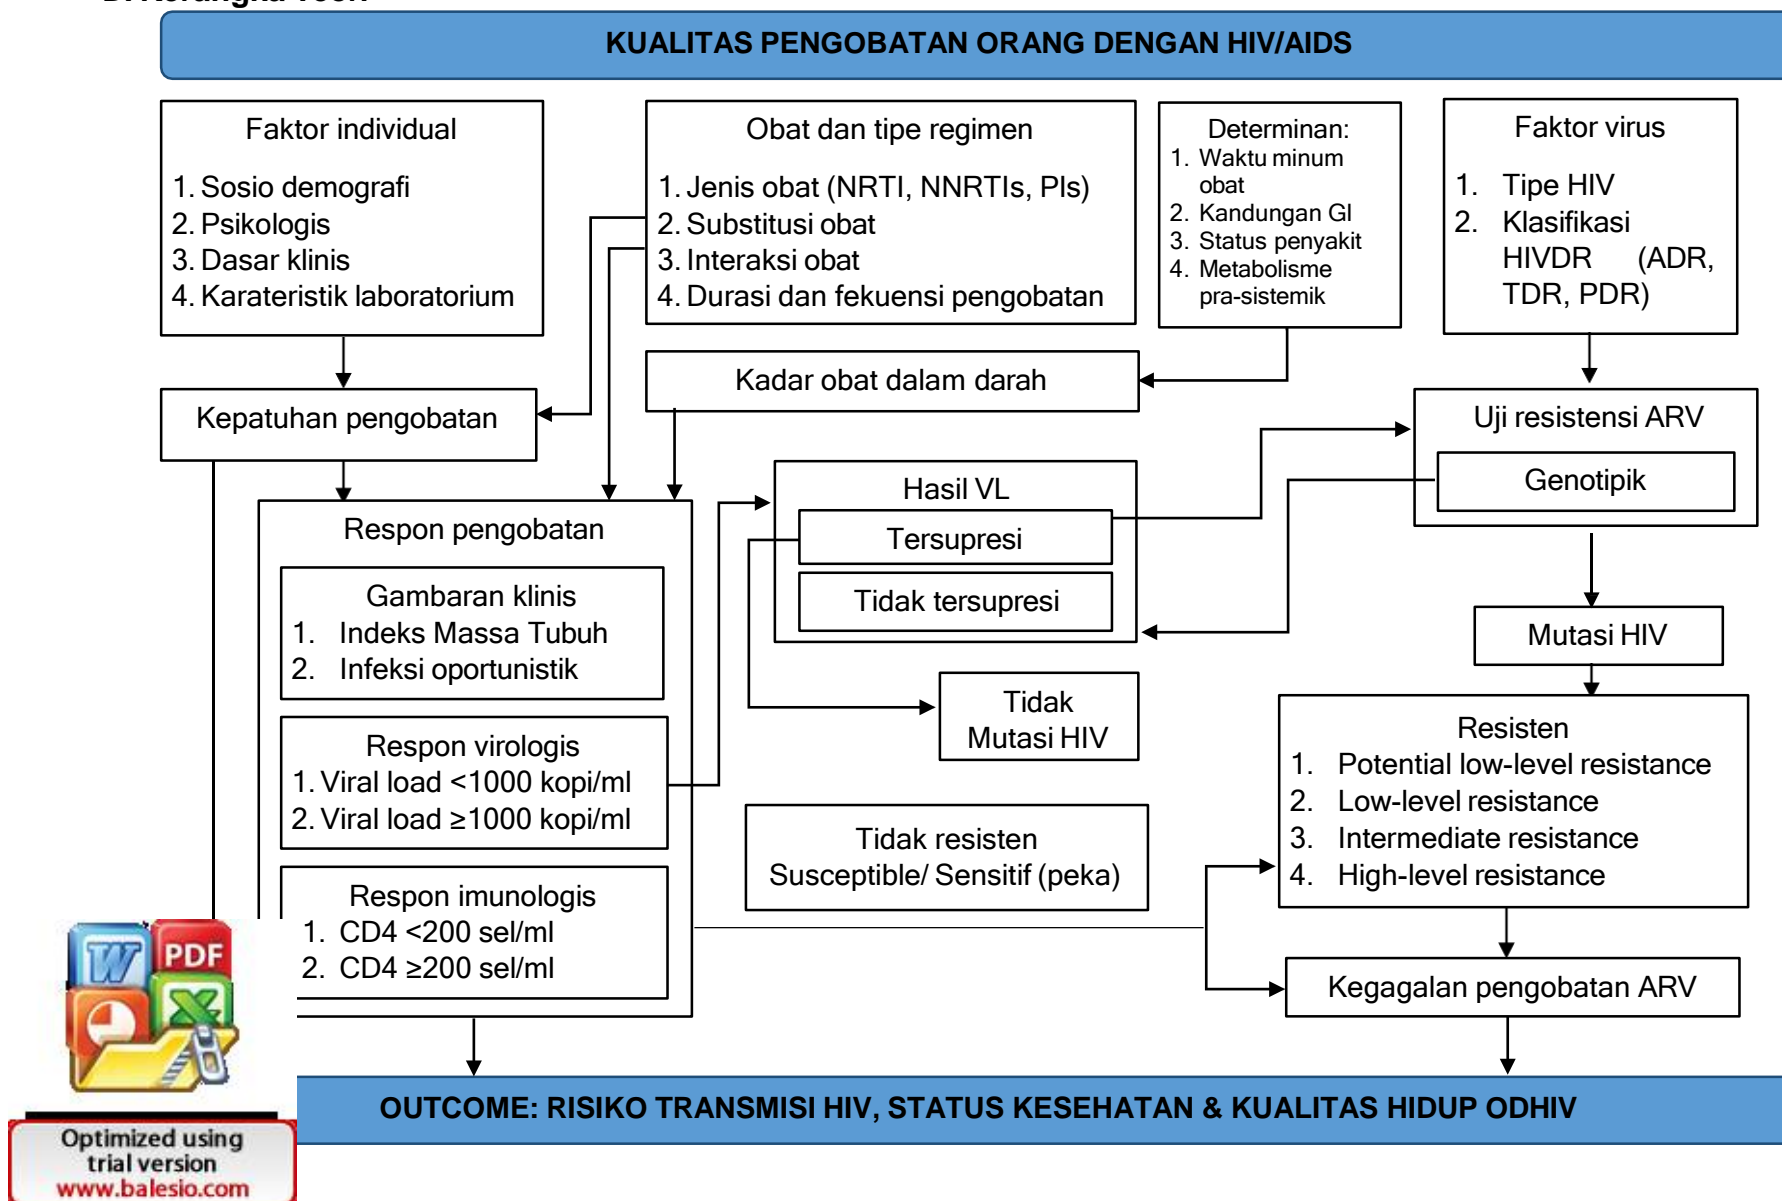 KUALITAS PENGOBATAN ORANG DENGAN HIV/AIDS
Faktor individual
1. Sosio demografi
2. Psikologis
3. Dasar klinis
4. Karateristik laboratorium
Obat dan tipe regimen
1. Jenis obat (NRTI, NNRTIs, PIs)
2. Substitusi obat
3. Interaksi obat
4. Durasi dan fekuensi pengobatan
Determinan:
1. Waktu minum
obat
2. Kandungan GI
3. Status penyakit
4. Metabolisme
pra-sistemik
Faktor virus
1. Tipe HIV
2. Klasifikasi
HIVDR (ADR,
TDR, PDR)
Kadar obat dalam darah
Kepatuhan pengobatan
Uji resistensi ARV
Genotipik
Hasil VL
Tersupresi
Tidak tersupresi
Respon pengobatan
Gambaran klinis
1. Indeks Massa Tubuh
2. Infeksi oportunistik
Mutasi HIV
Tidak
Mutasi HIV
Respon virologis
1. Viral load <1000 kopi/ml
2. Viral load ≥1000 kopi/ml
Resisten
1. Potential low-level resistance
2. Low-level resistance
3. Intermediate resistance
4. High-level resistance
Tidak resisten
Susceptible/ Sensitif (peka)
Respon imunologis
1. CD4 <200 sel/ml
2. CD4 ≥200 sel/ml
Kegagalan pengobatan ARV
OUTCOME: RISIKO TRANSMISI HIV, STATUS KESEHATAN & KUALITAS HIDUP ODHIV
W
PDF
Optimized using
trial version
www.balesio.com